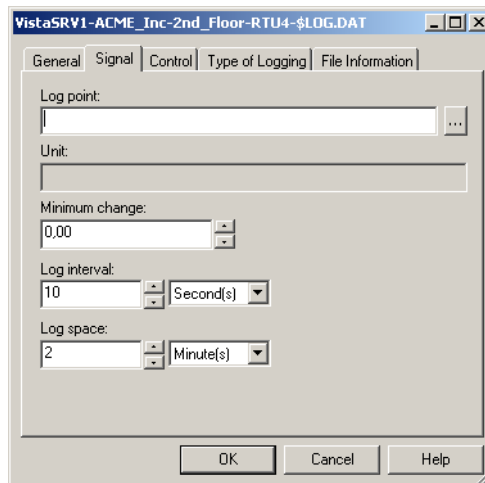 VistaSRV1-ACME_Inc-2nd_Floor-RTU4-$LOG.DAT
General Signal Control Type of Logging File Information
Log point:
...
Unit:
Minimum change:
0,00
Log interval:
10 Second(s)
Log space:
2 Minute(s)
OK Cancel Help